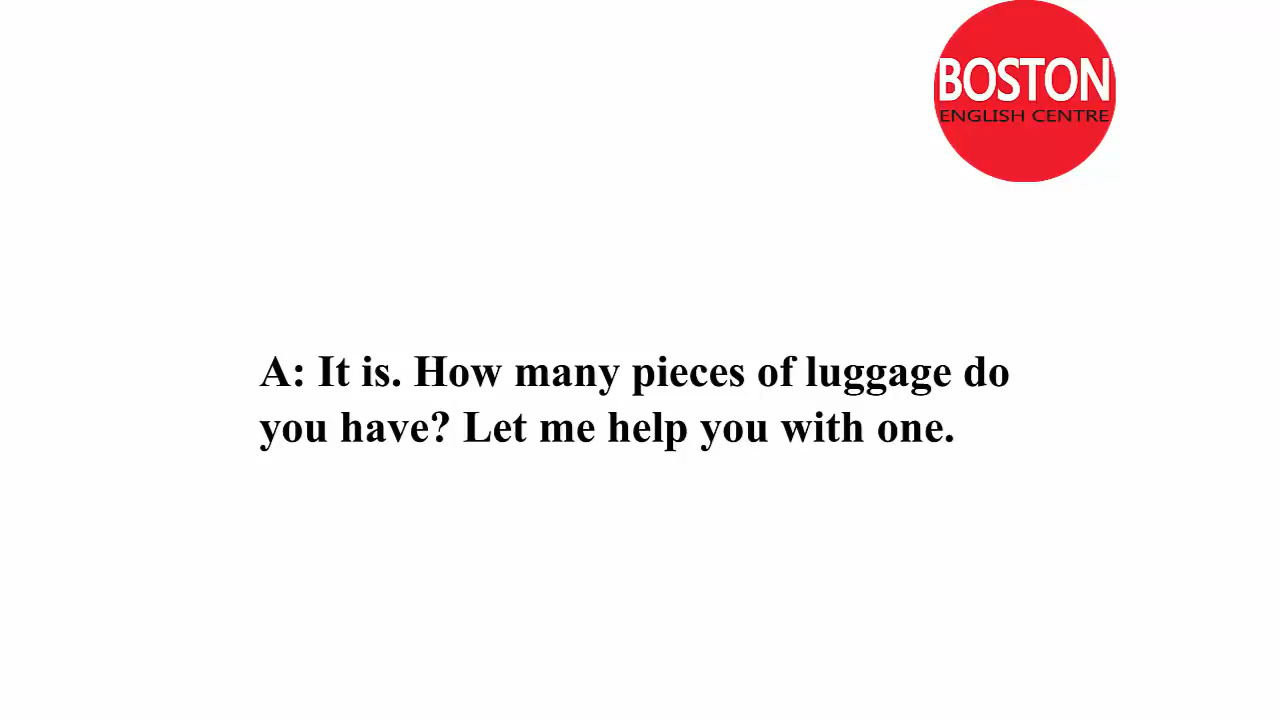 BOSTON
ENGLISH CENTRE
A: It is. How many pieces of luggage do
you have? Let me help you with one.